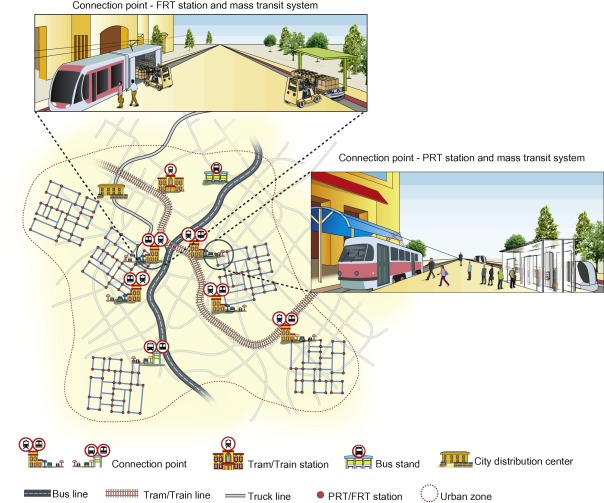 Connection point - FRT station and mass transit system
Connection point - PRT station and mass transit system
Connection point
Tram/Train station
Bus stand
City distribution center
Bus line
Tram/Train line
Truck line
PRT/FRT station
Urban zone